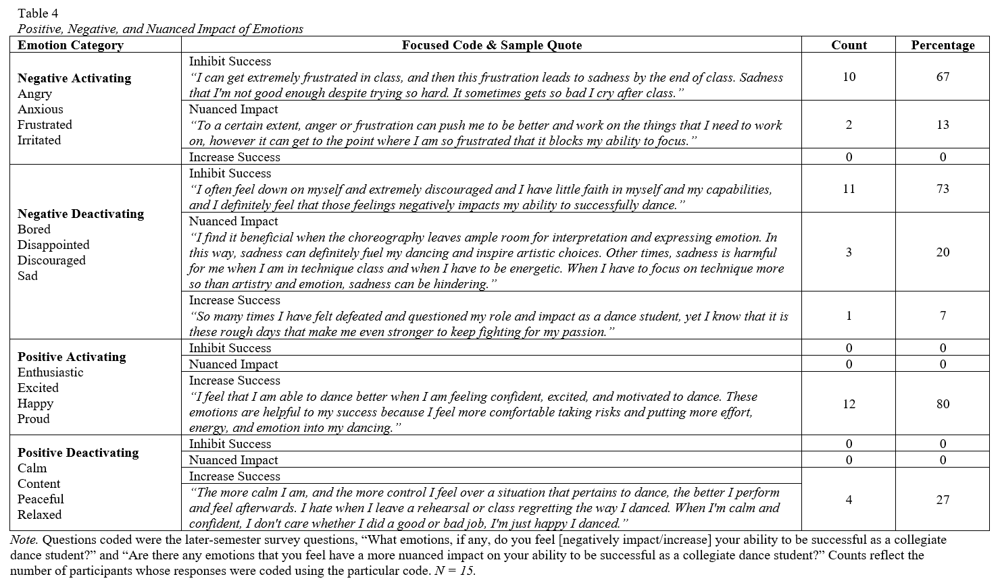 Table 4
Positive, Negative, and Nuanced Impact of Emotions
Emotion Category Focused Code & Sample Quote Count Percentage
Negative Activating
Angry
Anxious
Frustrated
Irritated
Inhibit Success
“I can get extremely frustrated in class, and then this frustration leads to sadness by the end of class. Sadness
that I'm not good enough despite trying so hard. It sometimes gets so bad I cry after class.”
10 67
Nuanced Impact
“To a certain extent, anger or frustration can push me to be better and work on the things that I need to work
on, however it can get to the point where I am so frustrated that it blocks my ability to focus.”
2 13
Increase Success 0 0
Negative Deactivating
Bored
Disappointed
Discouraged
Sad
Inhibit Success
“I often feel down on myself and extremely discouraged and I have little faith in myself and my capabilities,
and I definitely feel that those feelings negatively impacts my ability to successfully dance.”
11 73
Nuanced Impact
“I find it beneficial when the choreography leaves ample room for interpretation and expressing emotion. In
this way, sadness can definitely fuel my dancing and inspire artistic choices. Other times, sadness is harmful
for me when I am in technique class and when I have to be energetic. When I have to focus on technique more
so than artistry and emotion, sadness can be hindering.”
3 20
Increase Success
“So many times I have felt defeated and questioned my role and impact as a dance student, yet I know that it is
these rough days that make me even stronger to keep fighting for my passion.”
1 7
Positive Activating
Enthusiastic
Excited
Happy
Proud
Inhibit Success 0 0
Nuanced Impact 0 0
Increase Success
“I feel that I am able to dance better when I am feeling confident, excited, and motivated to dance. These
emotions are helpful to my success because I feel more comfortable taking risks and putting more effort,
energy, and emotion into my dancing.”
12 80
Positive Deactivating
Calm
Content
Peaceful
Relaxed
Inhibit Success 0 0
Nuanced Impact 0 0
Increase Success
“The more calm I am, and the more control I feel over a situation that pertains to dance, the better I perform
and feel afterwards. I hate when I leave a rehearsal or class regretting the way I danced. When I'm calm and
confident, I don't care whether I did a good or bad job, I'm just happy I danced.”
4 27
Note. Questions coded were the later-semester survey questions, “What emotions, if any, do you feel [negatively impact/increase] your ability to be successful as a collegiate
dance student?” and “Are there any emotions that you feel have a more nuanced impact on your ability to be successful as a collegiate dance student?” Counts reflect the
number of participants whose responses were coded using the particular code. N = 15.